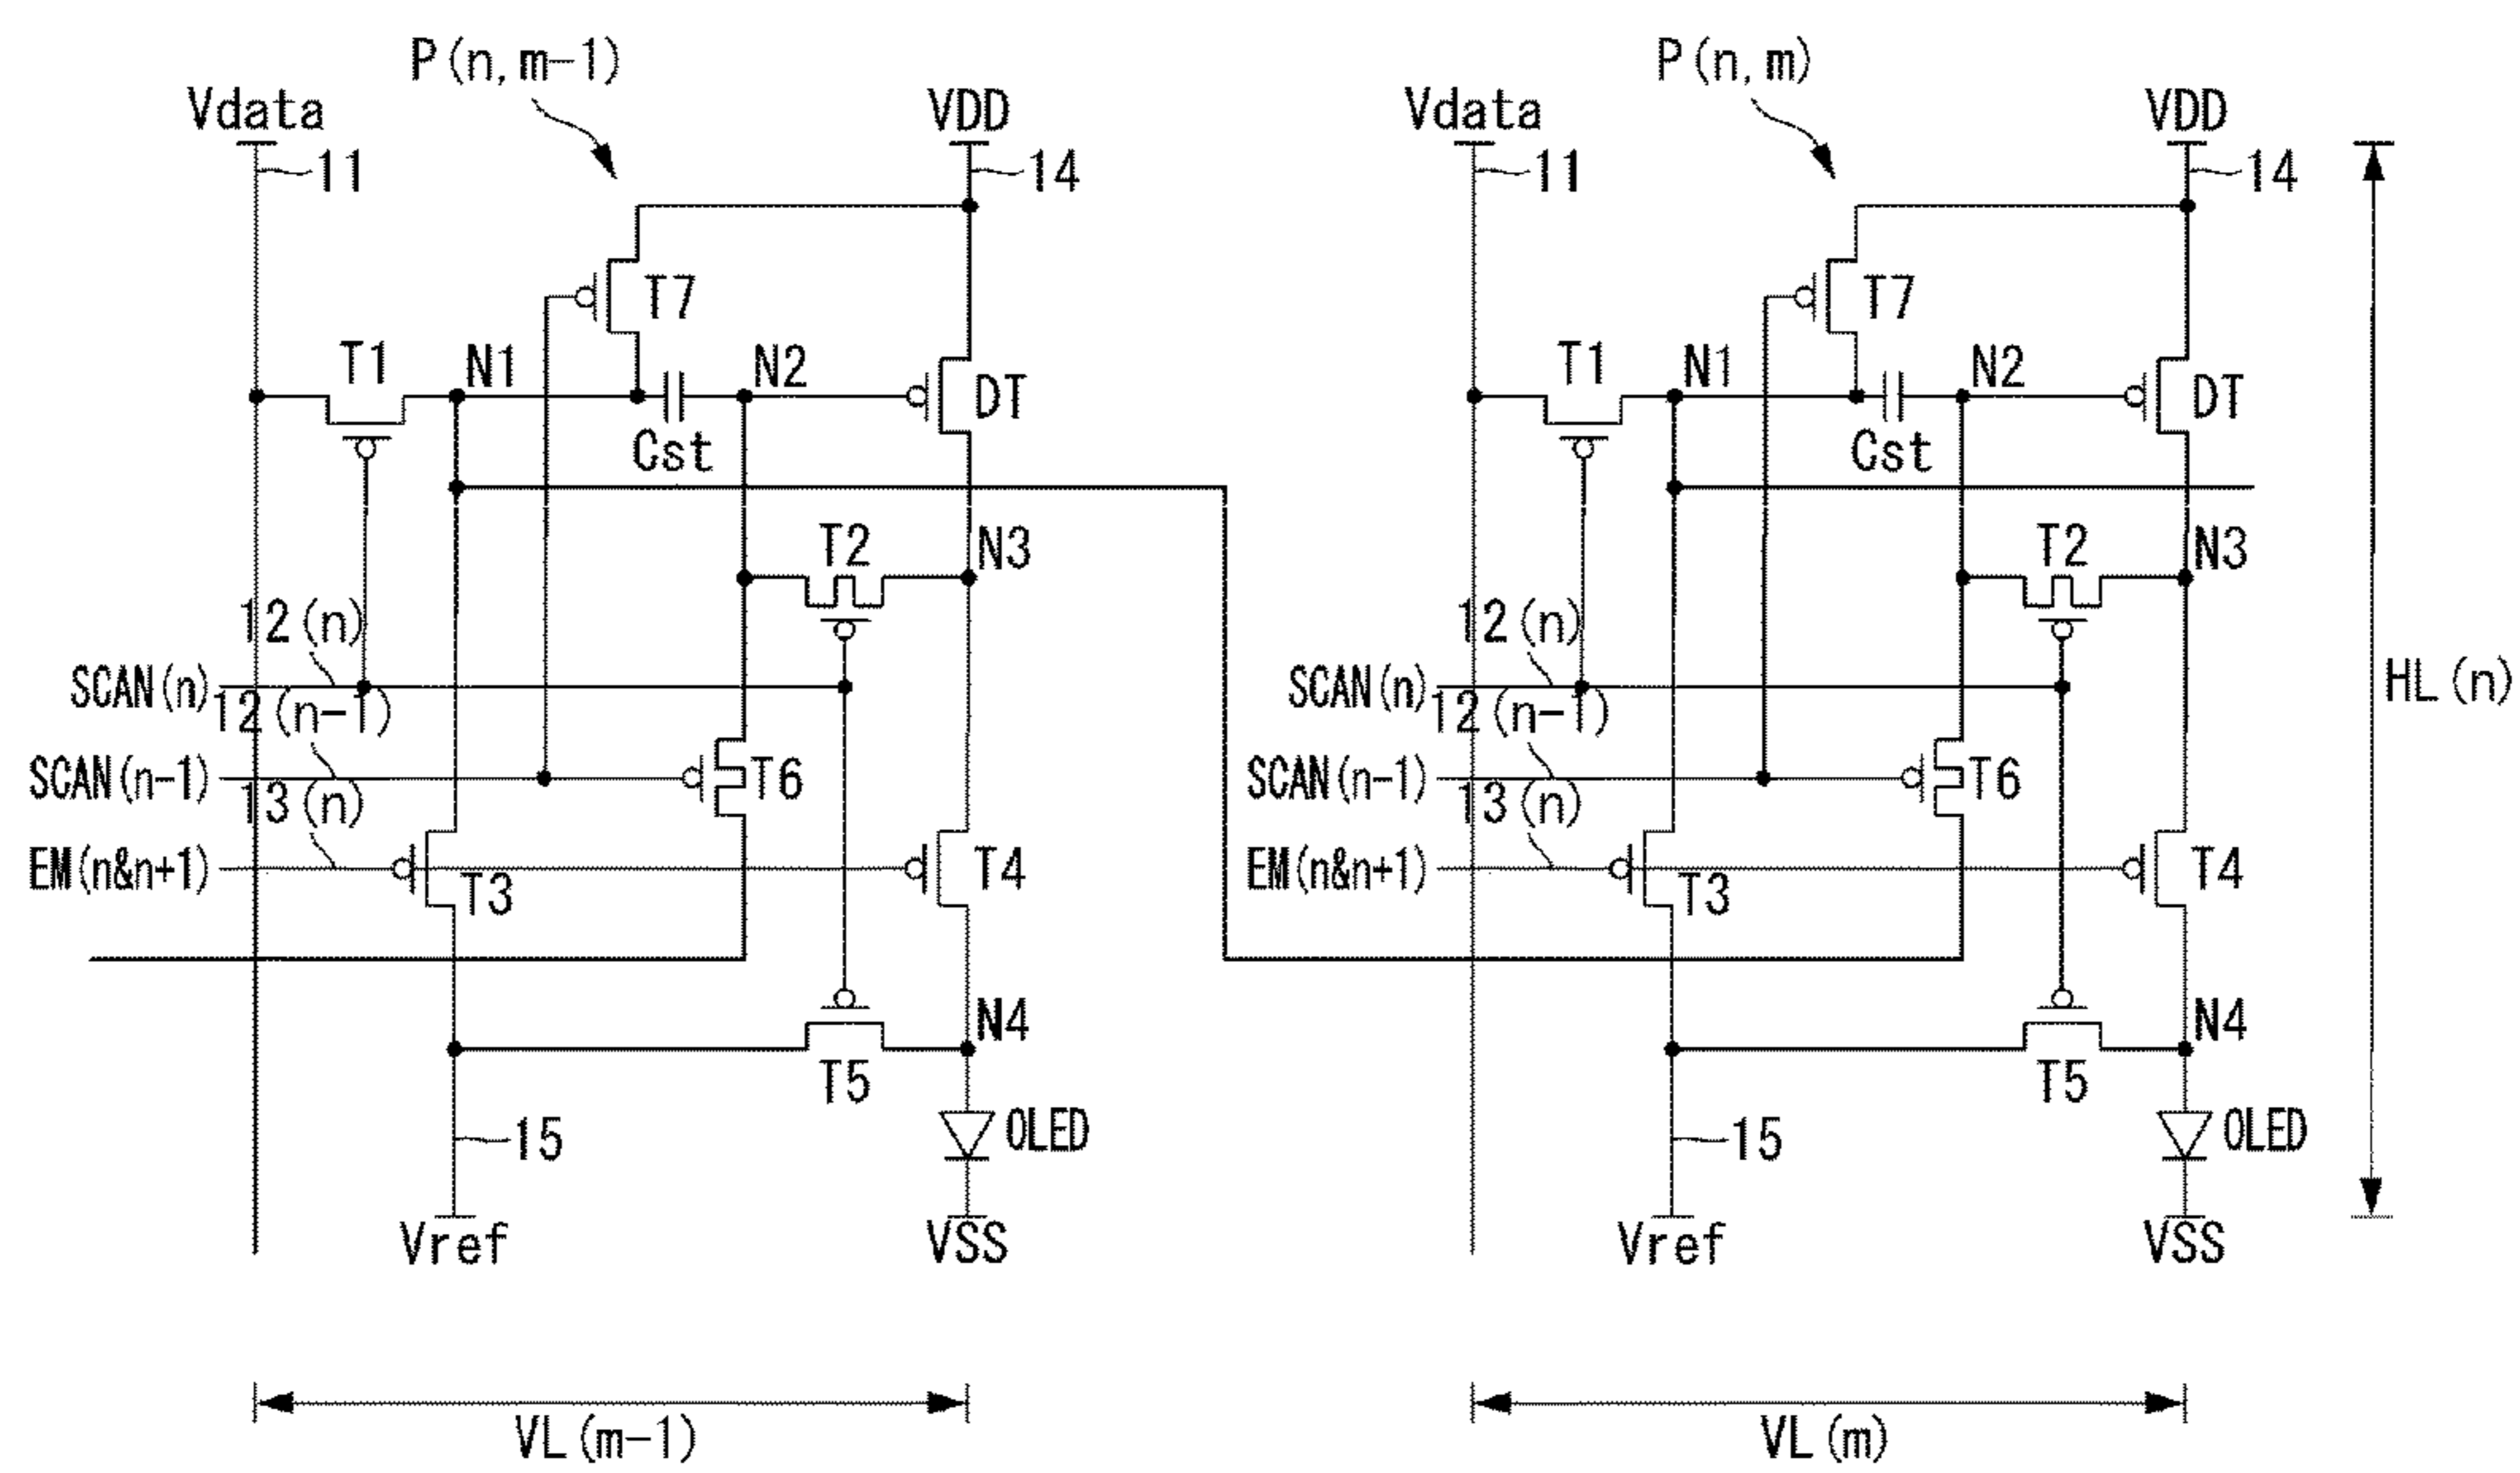 P(n,m-1)
P(n,m)
Vdata
VDD
Vdata
VDD
11
14
11
14
T7
T7
T1
N1
N2
DT
T1
N1
N2
DT
Cst
Cst
T2
N3
T2
N3
12(n)
12(n)
SCAN(n)
SCAN(n)
HL(n)
12(n-1)
12(n-1)
SCAN(n-1)
T6
SCAN(n-1)
T6
13(n)
13(n)
EM(n&n+1)
T3
T4
EM(n&n+1)
T3
T4
N4
N4
T5
T5
15
OLED
15
OLED
Vref
VSS
Vref
VSS
VL(m-1)
VL(m)